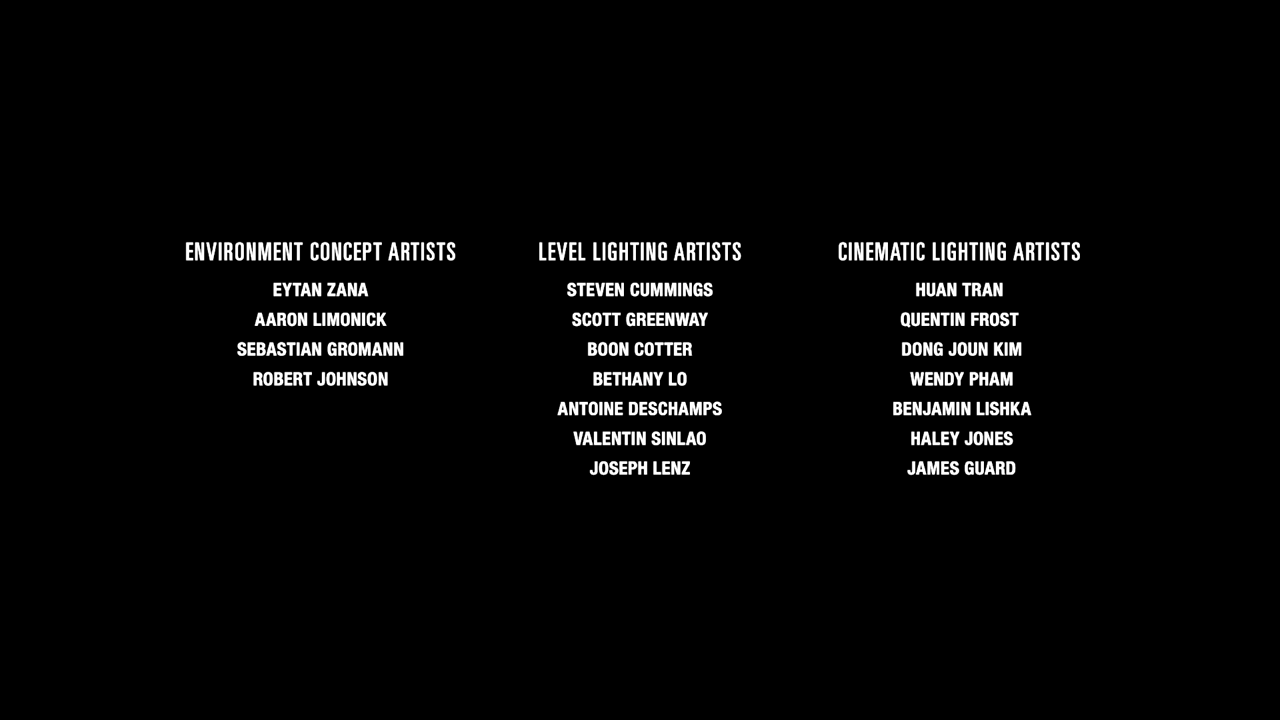 ENVIRONMENT CONCEPT ARTISTS
EYTAN ZANA
AARON LIMONICK
SEBASTIAN GROMANN
ROBERT JOHNSON
LEVEL LIGHTING ARTISTS
STEVEN CUMMINGS
SCOTT GREENWAY
BOON COTTER
BETHANY LO
ANTOINE DESCHAMPS
VALENTIN SINLAO
JOSEPH LENZ
CINEMATIC LIGHTING ARTISTS
HUAN TRAN
QUENTIN FROST
DONG JOUN KIM
WENDY PHAM
BENJAMIN LISHKA
HALEY JONES
JAMES GUARD